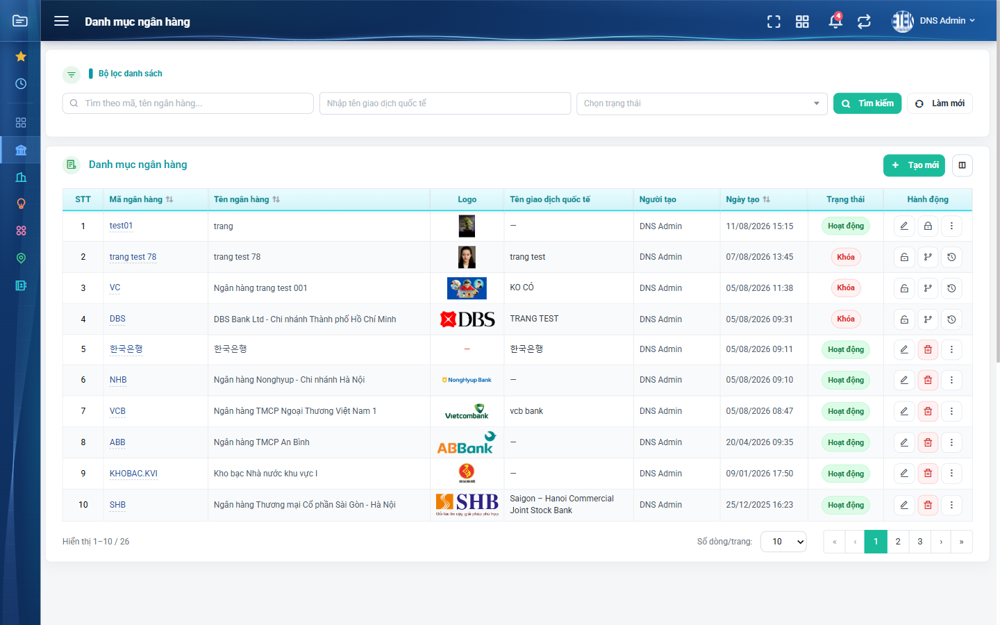 Danh mục ngân hàng
4
DNS Admin
Bộ lọc danh sách
Tìm theo mã, tên ngân hàng...
Nhập tên giao dịch quốc tế
Chọn trạng thái
Tìm kiếm
Làm mới
Danh mục ngân hàng
Tạo mới
STT Mã ngân hàng Tên ngân hàng Logo Tên giao dịch quốc tế Người tạo Ngày tạo Trạng thái Hành động
1 test01 trang — DNS Admin 11/08/2026 15:15 Hoạt động
2 trang test 78 trang test 78 trang test DNS Admin 07/08/2026 13:45 Khóa
3 VC Ngân hàng trang test 001 KO CÓ DNS Admin 05/08/2026 11:38 Khóa
4 DBS DBS Bank Ltd - Chi nhánh Thành phố Hồ Chí Minh DBS TRANG TEST DNS Admin 05/08/2026 09:31 Khóa
5 한국은행 한국은행 — 한국은행 DNS Admin 05/08/2026 09:11 Hoạt động
6 NHB Ngân hàng Nonghyup - Chi nhánh Hà Nội NongHyup Bank — DNS Admin 05/08/2026 09:10 Hoạt động
7 VCB Ngân hàng TMCP Ngoại Thương Việt Nam 1 Vietcombank vcb bank DNS Admin 05/08/2026 08:47 Hoạt động
8 ABB Ngân hàng TMCP An Bình ABBank — DNS Admin 20/04/2026 09:35 Hoạt động
9 KHOBAC.KVI Kho bạc Nhà nước khu vực I — DNS Admin 09/01/2026 17:50 Hoạt động
10 SHB Ngân hàng Thương mại Cổ phần Sài Gòn - Hà Nội SHB Saigon – Hanoi Commercial DNS Admin 25/12/2025 16:23 Hoạt động
Đối tác tin cậy, giải pháp phù hợp Joint Stock Bank
Hiển thị 1–10 / 26
Số dòng/trang: 10
« ‹ 1 2 3 › »